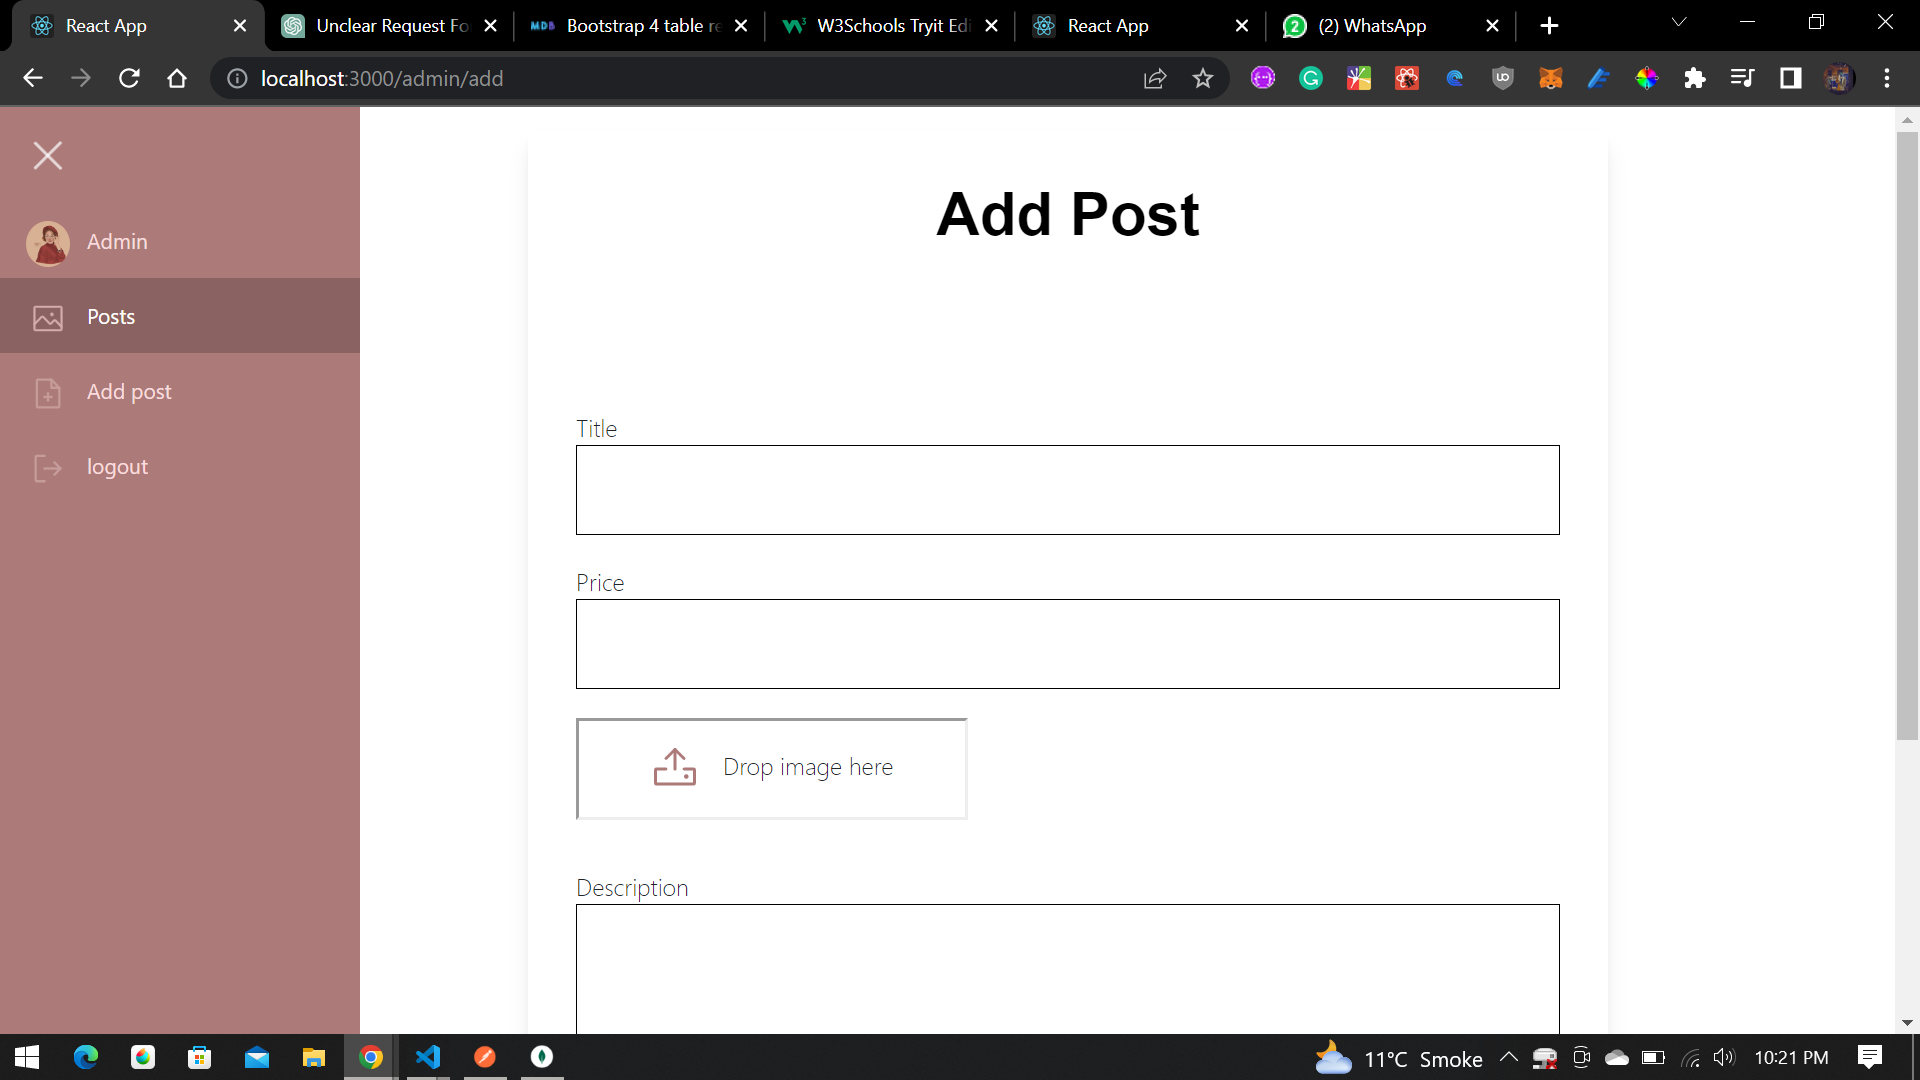 React App
Unclear Request Fo
MDB Bootstrap 4 table re
W3Schools Tryit Edi
React App
2 (2) WhatsApp
localhost:3000/admin/add
Admin
Posts
Add post
logout
Add Post
Title
Price
Drop image here
Description
11°C Smoke
10:21 PM